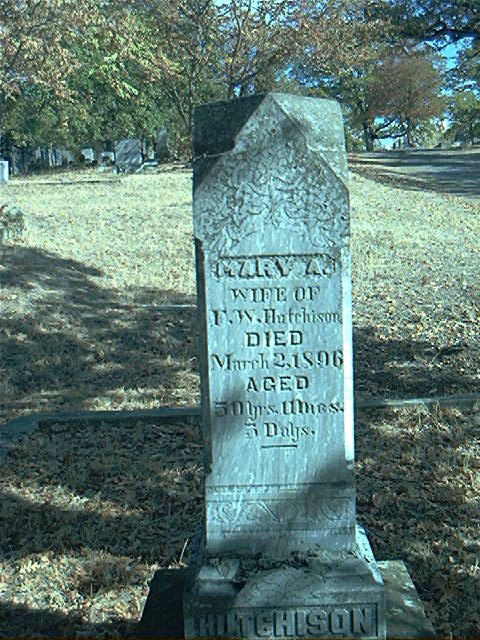 MARY A.
WIFE OF
F. W. Hutchison
DIED
March 2, 1896
AGED
50 yrs. 11 mos.
5 Days.
HUTCHISON